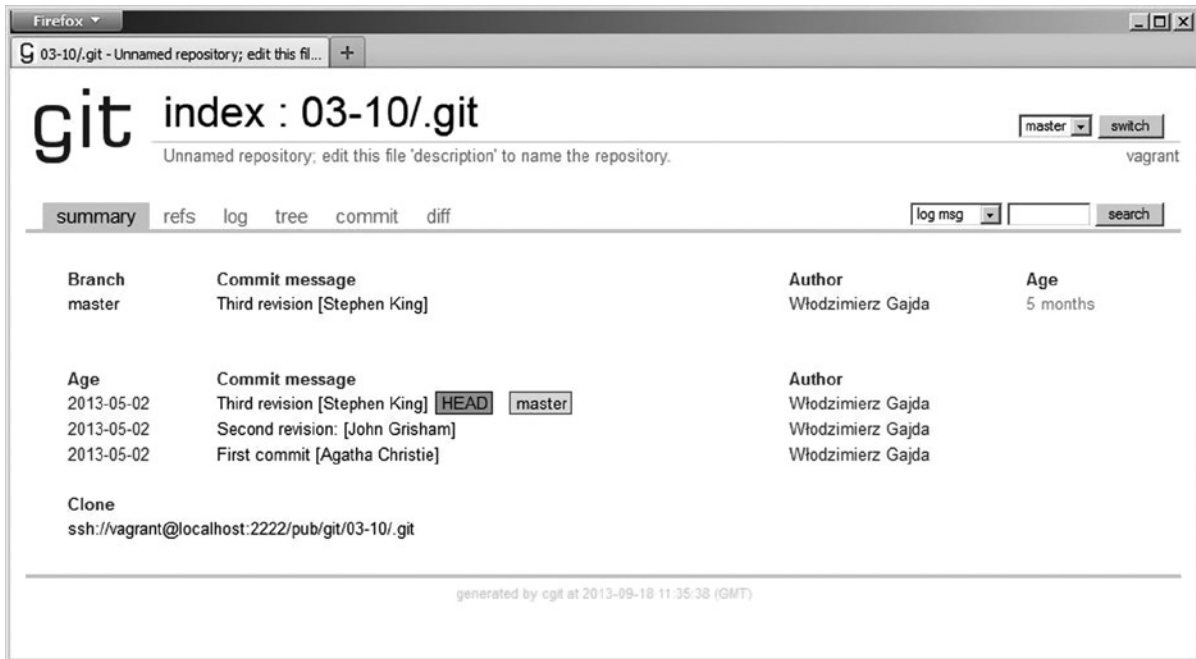 Firefox
03-10/.git - Unnamed repository; edit this fil... +
git index : 03-10/.git
master switch
Unnamed repository; edit this file 'description' to name the repository. vagrant
summary refs log tree commit diff log msg search
Branch Commit message Author Age
master Third revision [Stephen King] Włodzimierz Gajda 5 months
Age Commit message Author
2013-05-02 Third revision [Stephen King] HEAD master Włodzimierz Gajda
2013-05-02 Second revision: [John Grisham] Włodzimierz Gajda
2013-05-02 First commit [Agatha Christie] Włodzimierz Gajda
Clone
ssh://vagrant@localhost:2222/pub/git/03-10/.git
generated by cgit at 2013-09-18 11:35:38 (GMT)